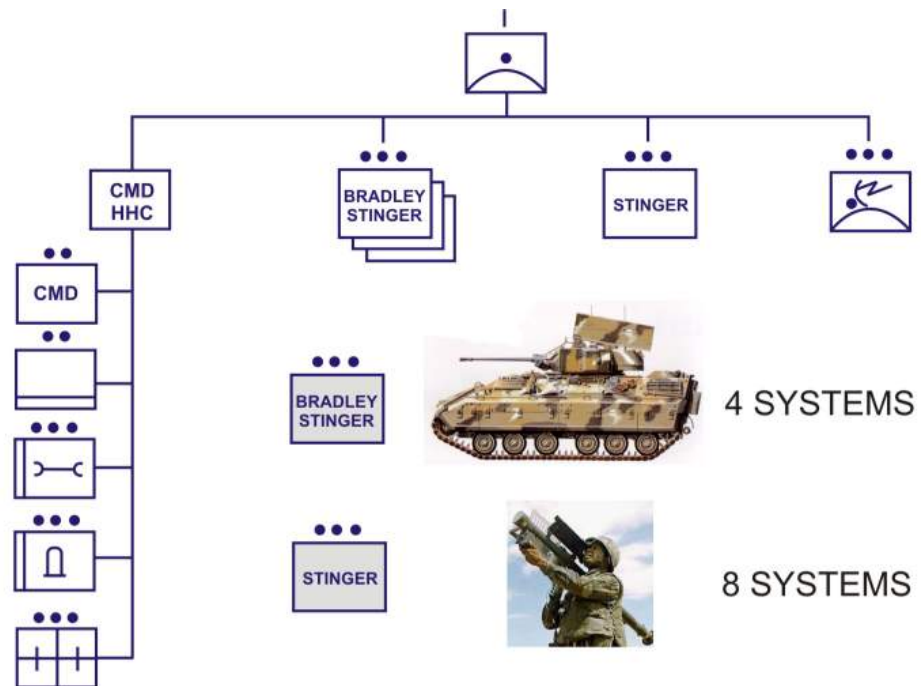 CMD
HHC
BRADLEY
STINGER
STINGER
CMD
BRADLEY
STINGER
4 SYSTEMS
STINGER
8 SYSTEMS